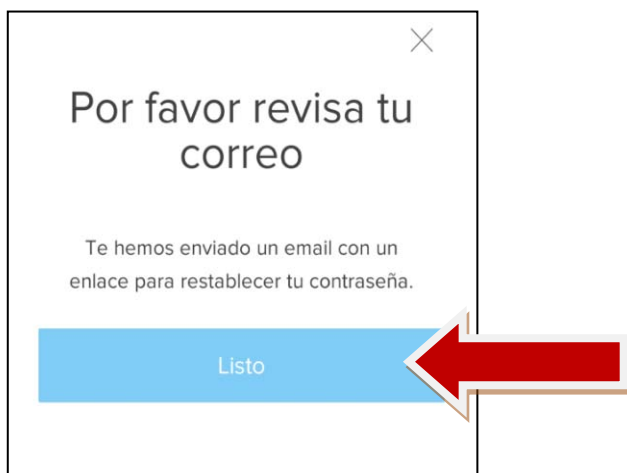 Por favor revisa tu
correo
Te hemos enviado un email con un
enlace para restablecer tu contraseña.
Listo